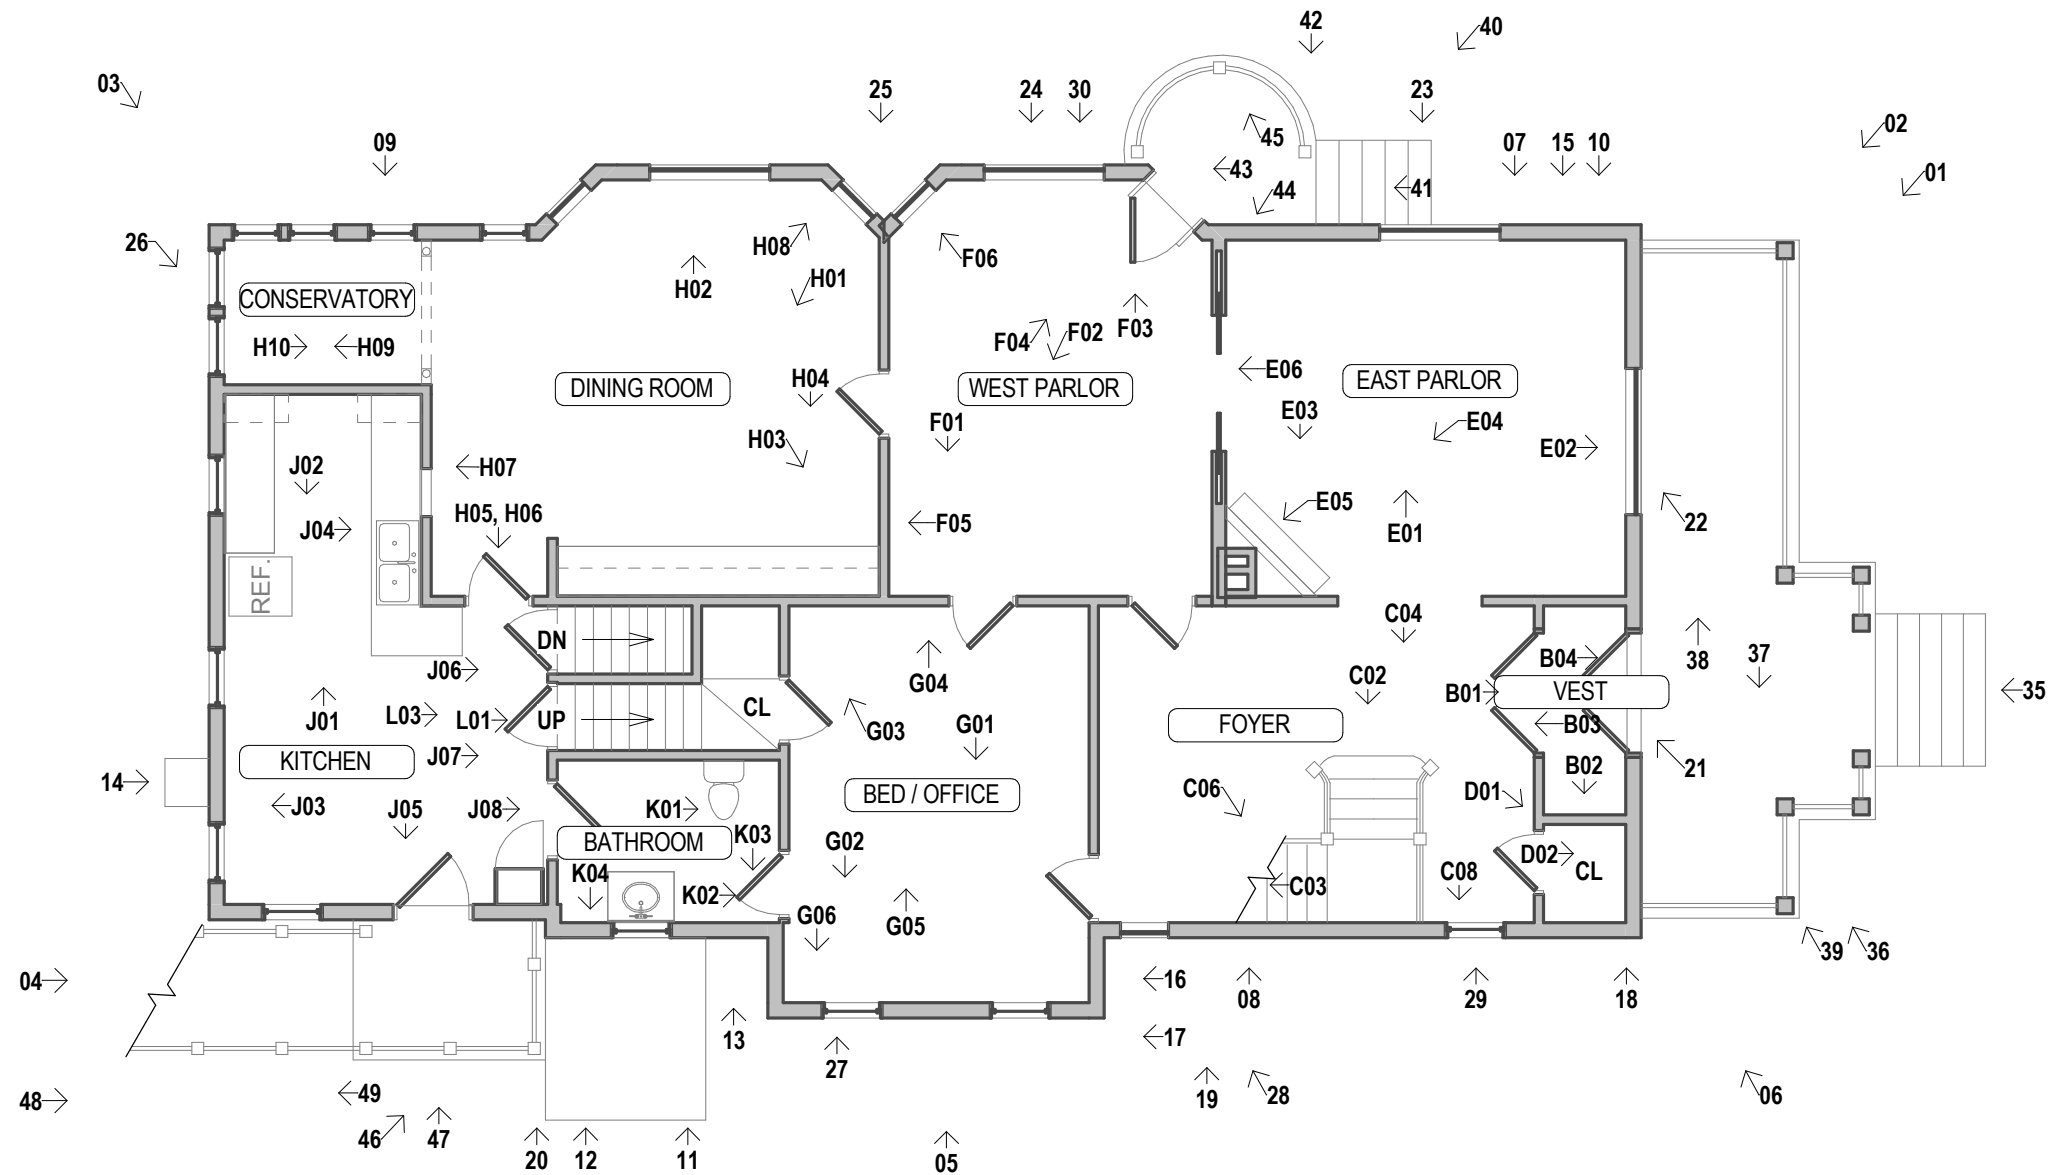 42
40
03
25
24
30
23
02
45
09
07
15
10
43
01
44
41
26
H08
F06
H01
H02
CONSERVATORY
F03
F04
F02
H10
H09
E06
H04
DINING ROOM
WEST PARLOR
EAST PARLOR
E03
F01
E04
H03
E02
J02
H07
E05
H05, H06
22
F05
J04
E01
REF.
C04
DN
B04
38
37
J06
G04
C02
B01
VEST
35
L03
L01
UP
CL
G03
G01
FOYER
B03
J01
J07
KITCHEN
B02
21
14
BED / OFFICE
C06
D01
J03
J05
J08
K01
BATHROOM
K03
G02
D02
K04
K02
C03
C08
CL
G06
G05
39
36
04
16
08
29
18
13
17
27
49
48
19
28
06
46
47
20
12
11
05